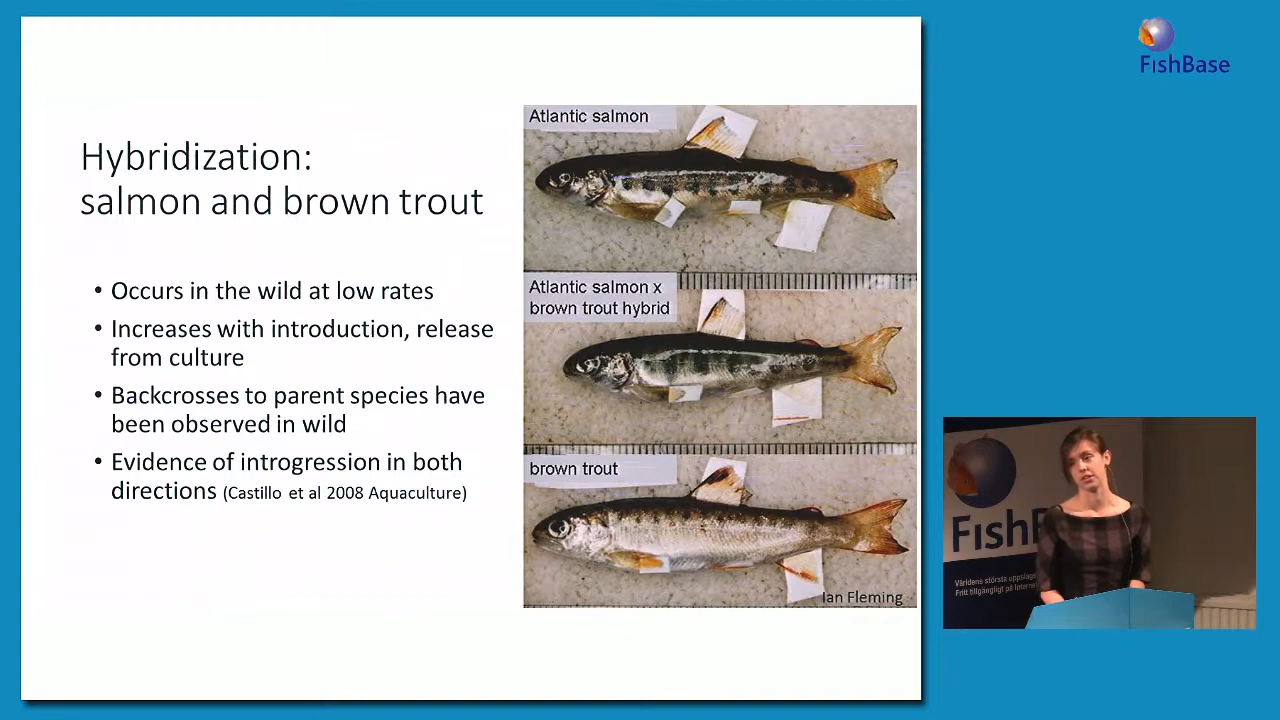 FishBase
Hybridization:
salmon and brown trout
• Occurs in the wild at low rates
• Increases with introduction, release
from culture
• Backcrosses to parent species have
been observed in wild
• Evidence of introgression in both
directions (Castillo et al 2008 Aquaculture)
Atlantic salmon
Atlantic salmon x
brown trout hybrid
brown trout
Ian Fleming
FishB
Världens största uppslags
Fritt tillgängligt på Interne